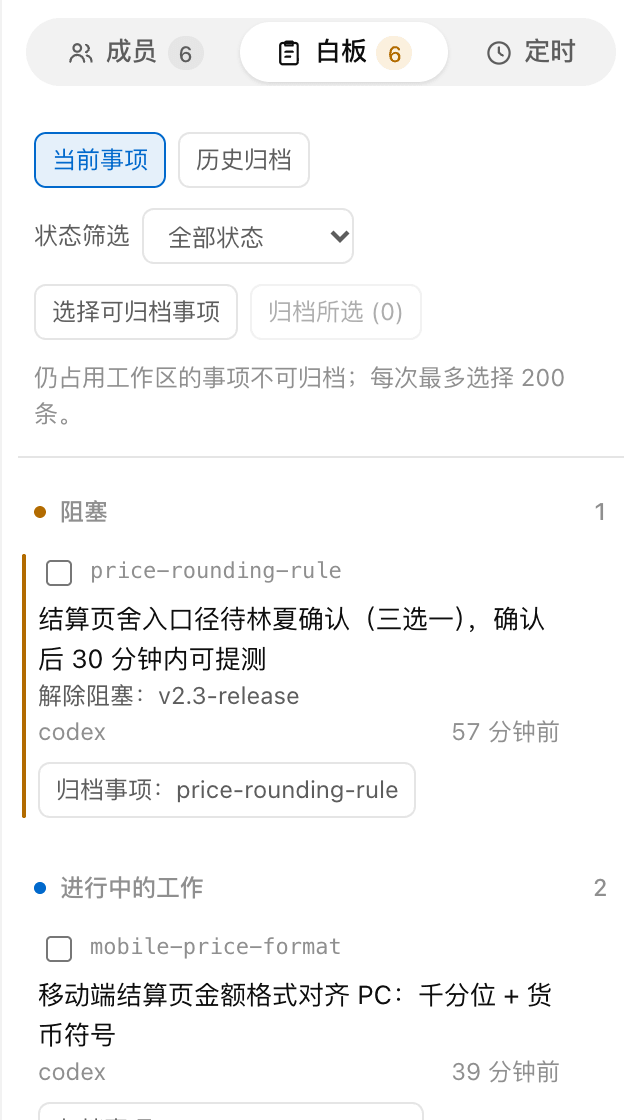 成员 6 白板 6 定时
当前事项 历史归档
状态筛选 全部状态
选择可归档事项 归档所选 (0)
仍占用工作区的事项不可归档；每次最多选择 200
条。
阻塞 1
price-rounding-rule
结算页舍入口径待林夏确认（三选一），确认
后 30 分钟内可提测
解除阻塞：v2.3-release
codex 57 分钟前
归档事项：price-rounding-rule
进行中的工作 2
mobile-price-format
移动端结算页金额格式对齐 PC：千分位 + 货
币符号
codex 39 分钟前